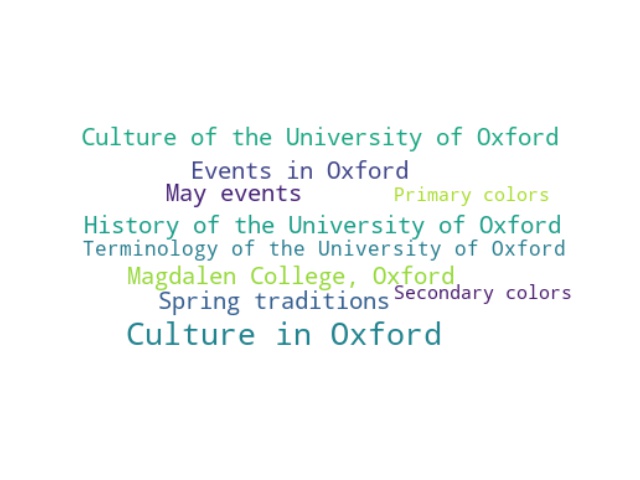 Culture of the University of Oxford
Events in Oxford
May events
Primary colors
History of the University of Oxford
Terminology of the University of Oxford
Magdalen College, Oxford
Secondary colors
Spring traditions
Culture in Oxford